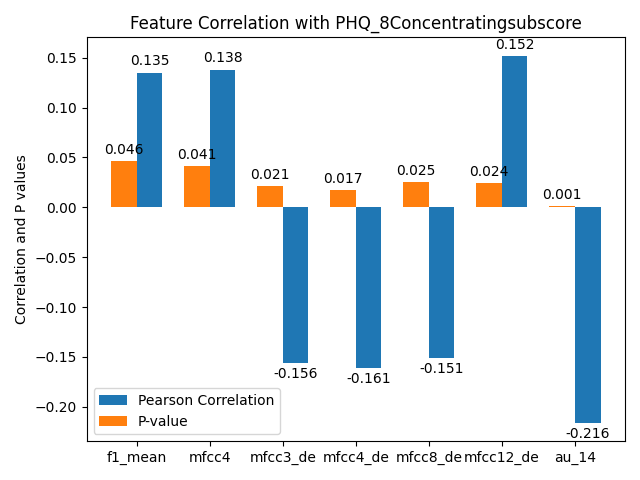 Feature Correlation with PHQ_8Concentratingsubscore
Correlation and P values
0.15
0.10
0.05
0.00
−0.05
−0.10
−0.15
−0.20
0.046
0.135
0.041
0.138
0.021
-0.156
0.017
-0.161
0.025
-0.151
0.024
0.152
0.001
-0.216
Pearson Correlation
P-value
f1_mean
mfcc4
mfcc3_de
mfcc4_de
mfcc8_de
mfcc12_de
au_14